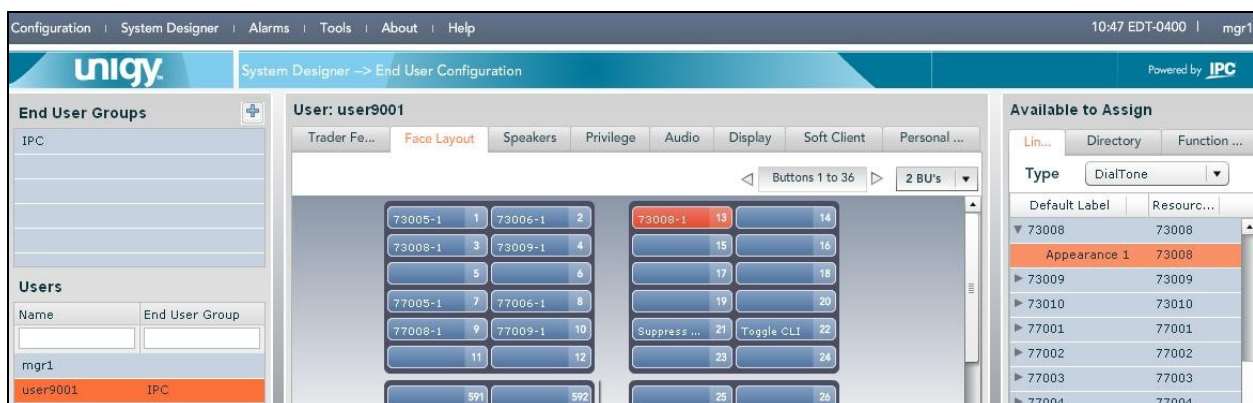 Configuration | System Designer | Alarms | Tools | About | Help 10:47 EDT-0400 | mgr1
unigy. System Designer --> End User Configuration Powered by IPC
End User Groups
IPC
Users
Name End User Group
mgr1
user9001 IPC
User: user9001
Trader Fe... Face Layout Speakers Privilege Audio Display Soft Client Personal ...
Buttons 1 to 36 2 BU's
73005-1 1 73006-1 2 73008-1 13 14
73008-1 3 73009-1 4 15 16
5 6 17 18
77005-1 7 77006-1 8 19 20
77008-1 9 77009-1 10 Suppress ... 21 Toggle CLI 22
11 12 23 24
591 592 25 26
Available to Assign
Lin... Directory Function ...
Type DialTone
Default Label Resourc...
73008 73008
Appearance 1 73008
73009 73009
73010 73010
77001 77001
77002 77002
77003 77003
77004 77004